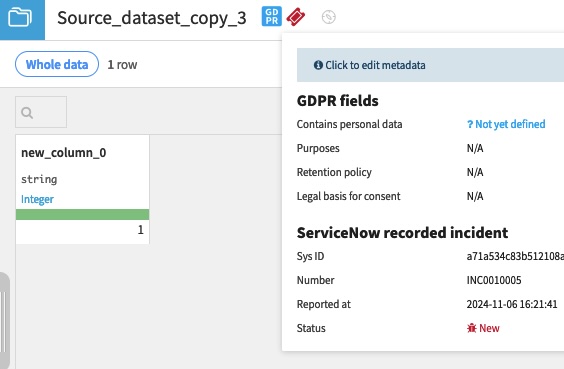 Source_dataset_copy_3
GD
PR
Whole data
1 row
Click to edit metadata
new_column_0
string
Integer
1
GDPR fields
Contains personal data
? Not yet defined
Purposes
N/A
Retention policy
N/A
Legal basis for consent
N/A
ServiceNow recorded incident
Sys ID
a71a534c83b512108a
Number
INC0010005
Reported at
2024-11-06 16:21:41
Status
New